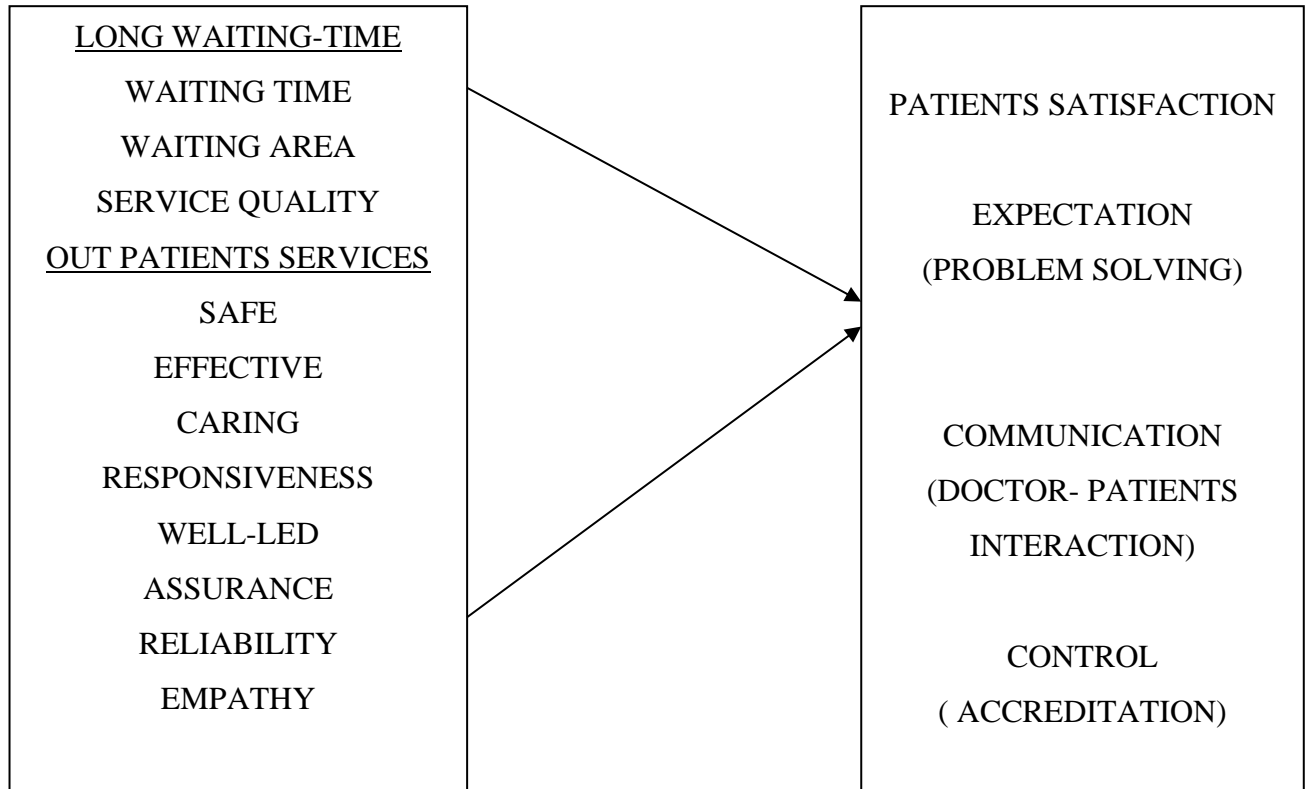 LONG WAITING-TIME
WAITING TIME
WAITING AREA
SERVICE QUALITY
OUT PATIENTS SERVICES
SAFE
EFFECTIVE
CARING
RESPONSIVENESS
WELL-LED
ASSURANCE
RELIABILITY
EMPATHY
PATIENTS SATISFACTION
EXPECTATION
(PROBLEM SOLVING)
COMMUNICATION
(DOCTOR- PATIENTS
INTERACTION)
CONTROL
( ACCREDITATION)